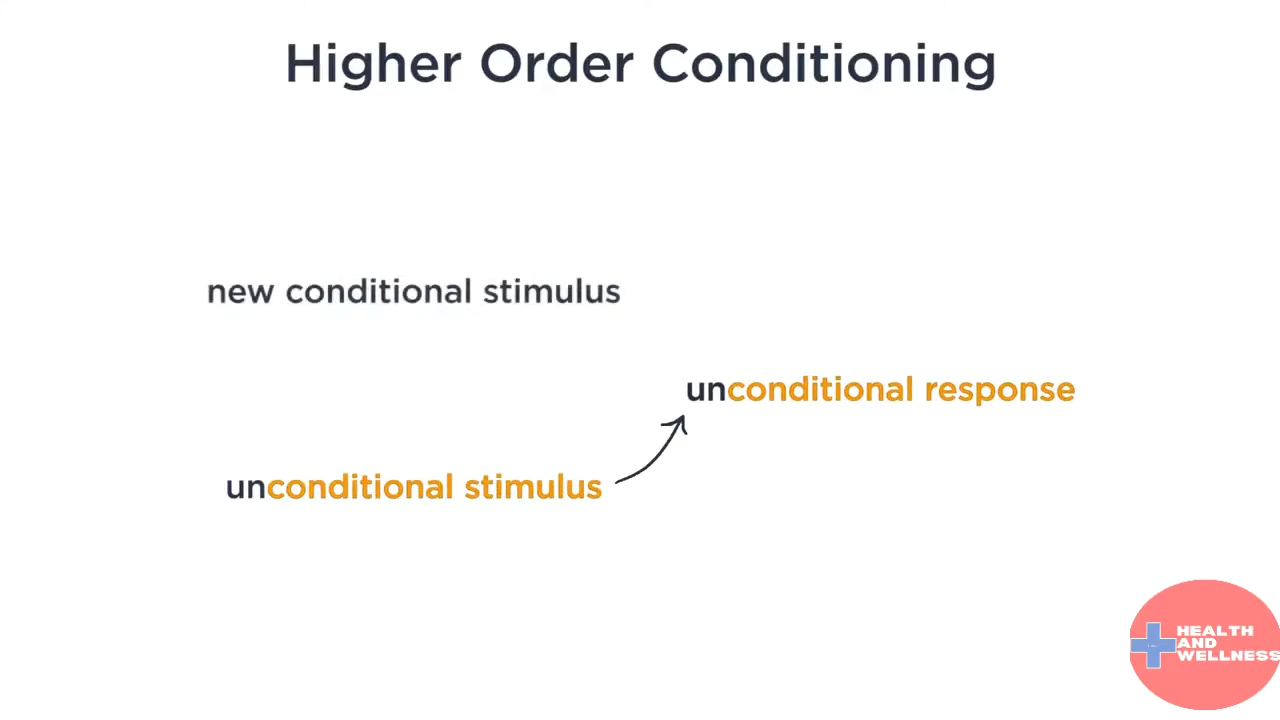 Higher Order Conditioning
new conditional stimulus
unconditional response
unconditional stimulus
HEALTH
AND
WELLNESS